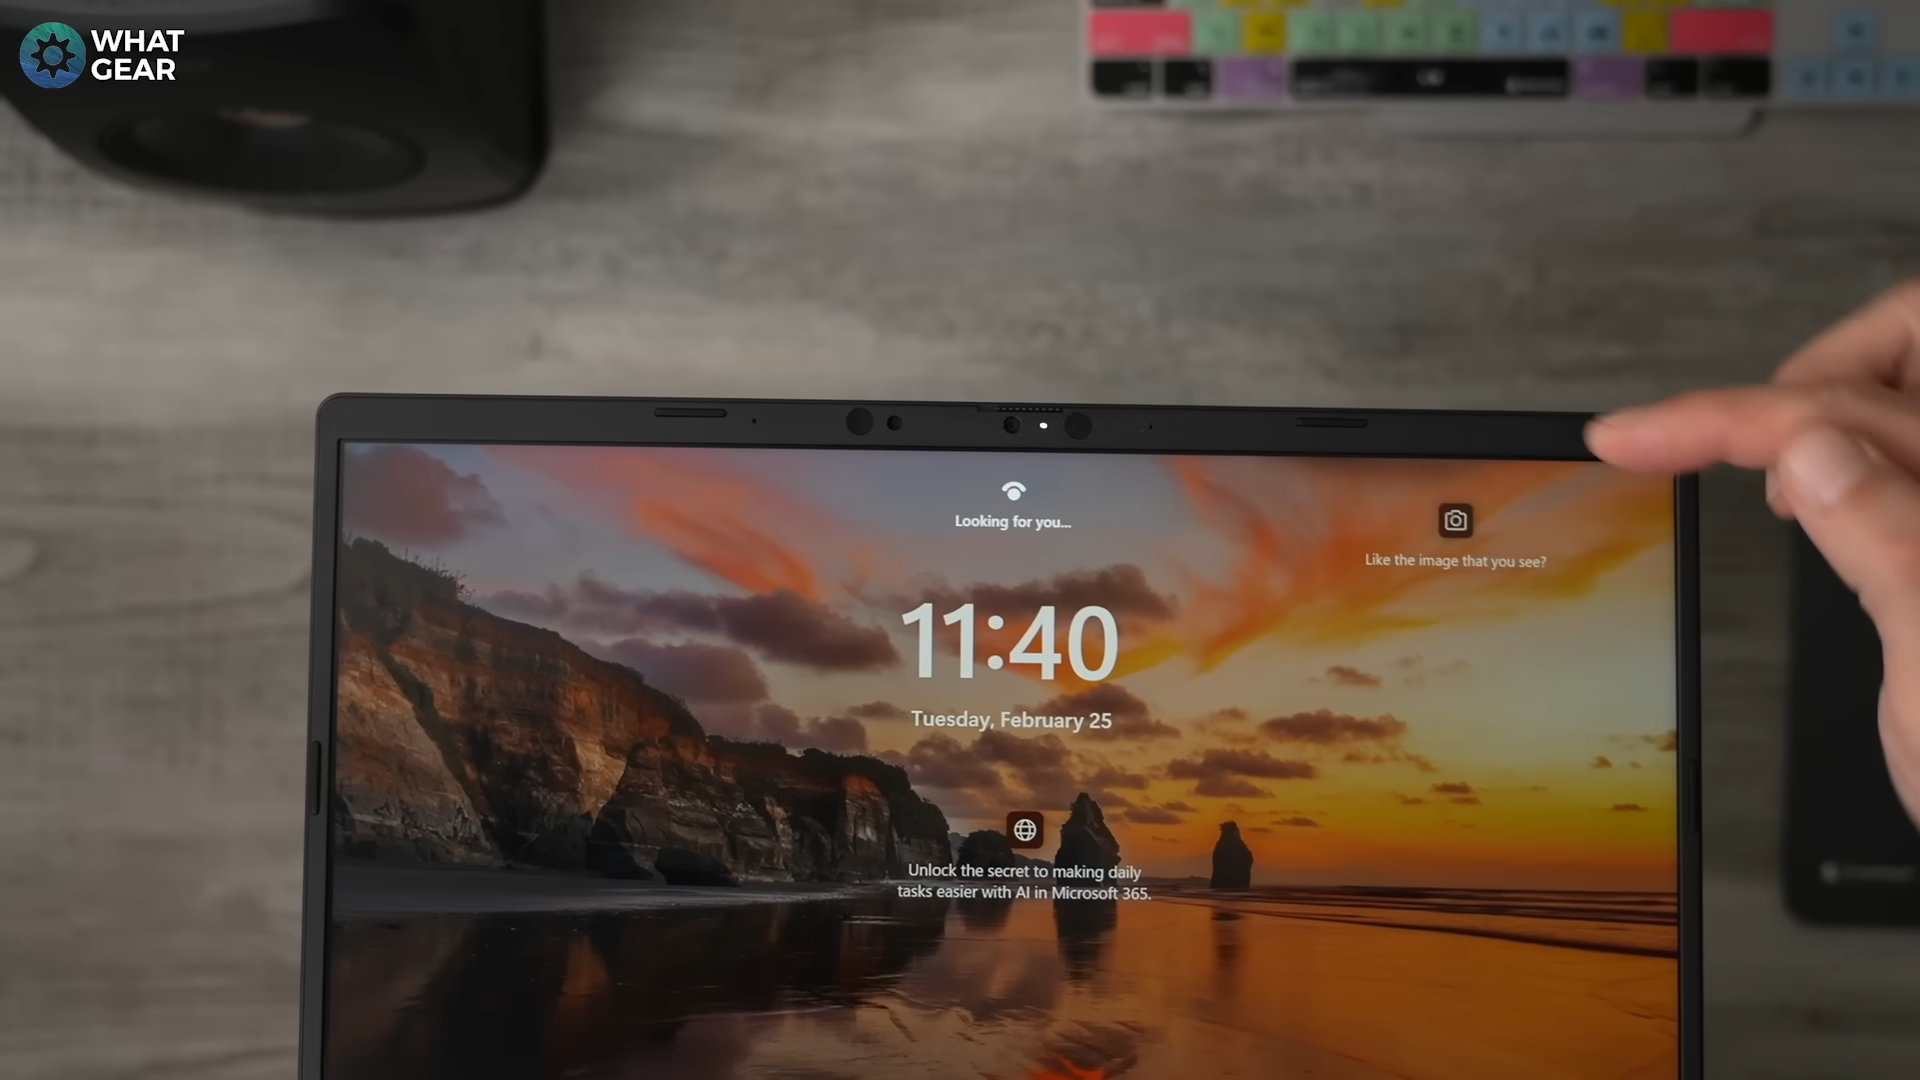 WHAT
GEAR
Looking for you...
Like the image that you see?
11:40
Tuesday, February 25
Unlock the secret to making daily
tasks easier with AI in Microsoft 365.